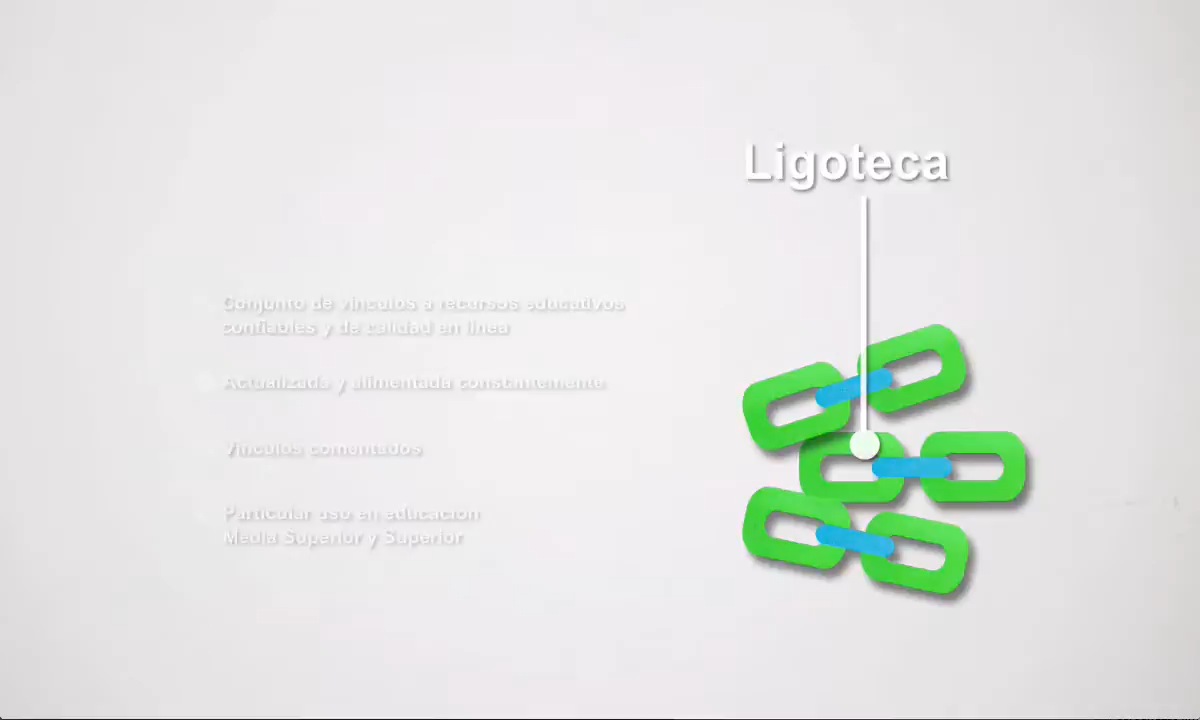 Ligoteca
Conjunto de vínculos a recursos educativos
confiables y de calidad en línea
Actualizada y alimentada constantemente
Vínculos comentados
Particular uso en educación
Media Superior y Superior